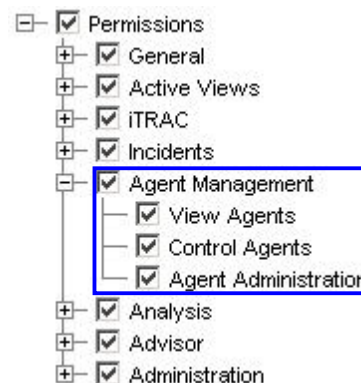 Permissions
General
Active Views
iTRAC
Incidents
Agent Management
View Agents
Control Agents
Agent Administration
Analysis
Advisor
Administration